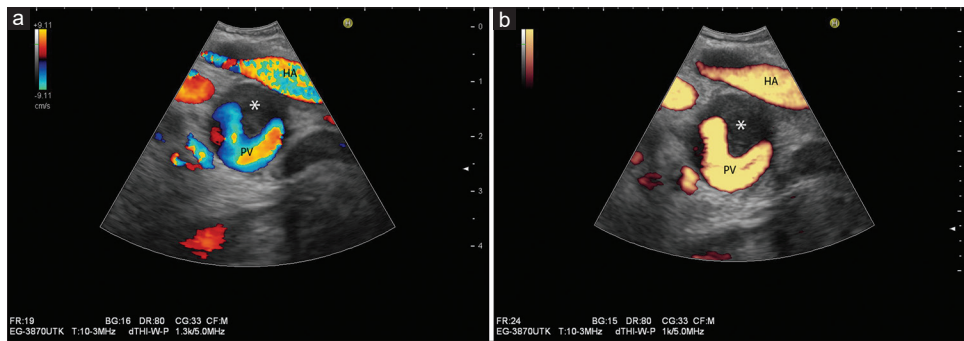 a
+9.11
-9.11
cm/s
HA
*
PV
0
1
2
3
4
FR:19 BG:16 DR:80 CG:33 CF:M
EG-3870UTK T:10-3MHz dTHI-W-P 1.3k/5.0MHz
b
HA
*
PV
FR:24 BG:15 DR:80 CG:33 CF:M
EG-3870UTK T:10-3MHz dTHI-W-P 1k/5.0MHz